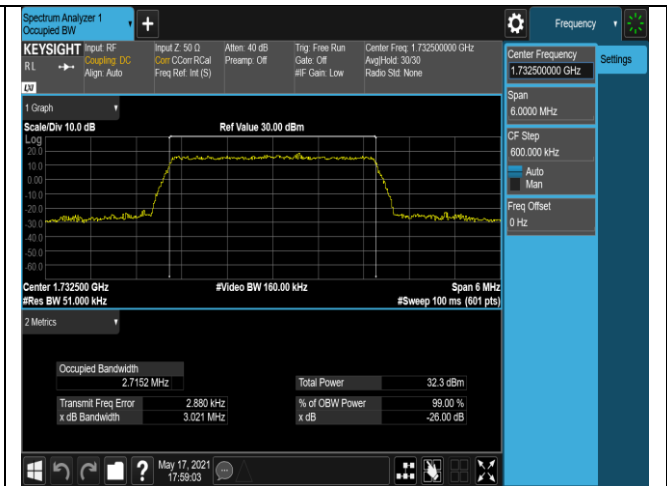 Spectrum Analyzer 1
Occupied BW
+
Frequency
KEYSIGHT
RL
LXI
Input: RF
Coupling: DC
Align: Auto
Input Z: 50 Ω
Corr CCorr RCal
Freq Ref: Int (S)
Atten: 40 dB
Preamp: Off
Trig: Free Run
Gate: Off
#IF Gain: Low
Center Freq: 1.732500000 GHz
Avg|Hold: 30/30
Radio Std: None
Center Frequency
1.732500000 GHz
Settings
Span
6.0000 MHz
CF Step
600.000 kHz
Auto
Man
Freq Offset
0 Hz
1 Graph
Scale/Div 10.0 dB
Ref Value 30.00 dBm
Log
20.0
10.0
0.00
-10.0
-20.0
-30.0
-40.0
-50.0
-60.0
Center 1.732500 GHz
#Video BW 160.00 kHz
Span 6 MHz
#Res BW 51.000 kHz
#Sweep 100 ms (601 pts)
2 Metrics
Occupied Bandwidth
2.7152 MHz
Total Power 32.3 dBm
Transmit Freq Error 2.880 kHz
% of OBW Power 99.00 %
x dB Bandwidth 3.021 MHz
x dB -26.00 dB
?
May 17, 2021
17:59:03